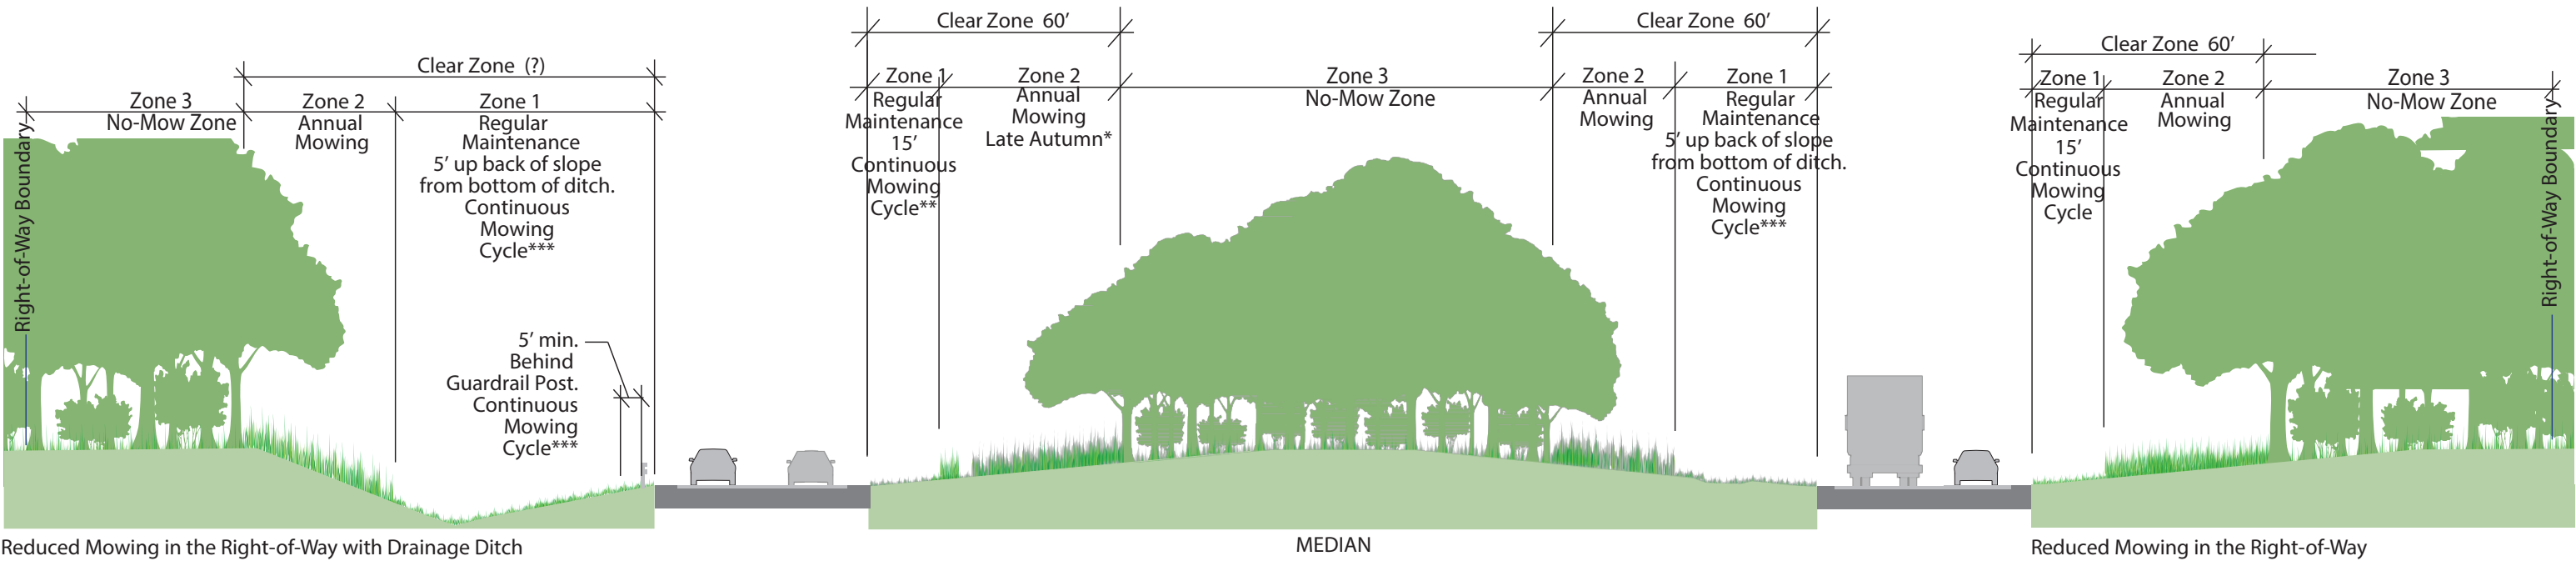 Clear Zone (?)
Zone 3
No-Mow Zone
Zone 2
Annual
Mowing
Zone 1
Regular
Maintenance
5’ up back of slope
from bottom of ditch.
Continuous
Mowing
Cycle***
Right-of-Way Boundary
5’ min.
Behind
Guardrail Post.
Continuous
Mowing
Cycle***
Reduced Mowing in the Right-of-Way with Drainage Ditch
Clear Zone 60’
Zone 1
Regular
Maintenance
15’
Continuous
Mowing
Cycle**
Zone 2
Annual
Mowing
Late Autumn*
Zone 3
No-Mow Zone
Clear Zone 60’
Zone 2
Annual
Mowing
Zone 1
Regular
Maintenance
5’ up back of slope
from bottom of ditch.
Continuous
Mowing
Cycle***
MEDIAN
Clear Zone 60’
Zone 1
Regular
Maintenance
15’
Continuous
Mowing
Cycle
Zone 2
Annual
Mowing
Zone 3
No-Mow Zone
Right-of-Way Boundary
Reduced Mowing in the Right-of-Way